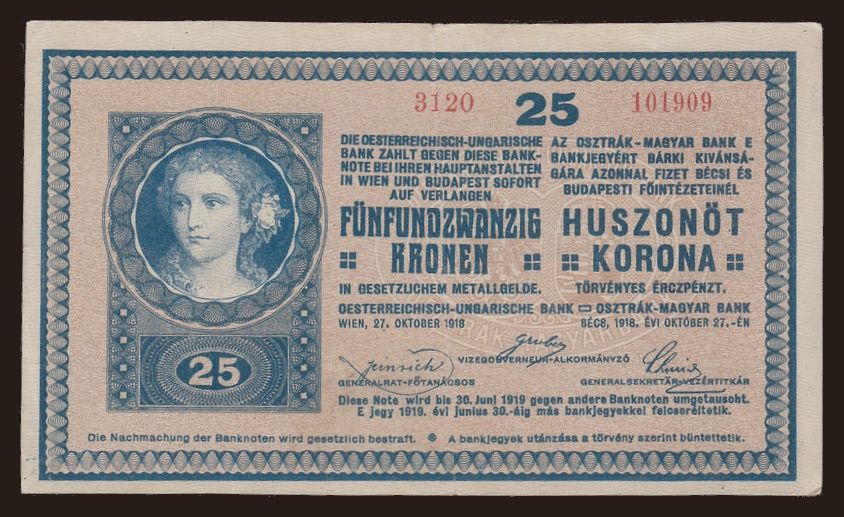 3120 25 101909
DIE OESTERREICHISCH-UNGARISCHE
BANK ZAHLT GEGEN DIESE BANK-
NOTE BEI IHREN HAUPTANSTALTEN
IN WIEN UND BUDAPEST SOFORT
AUF VERLANGEN
FÜNFUNDZWANZIG
KRONEN
IN GESETZLICHEM METALLGELDE.
OESTERREICHISCH-UNGARISCHE BANK
WIEN, 27. OKTOBER 1918
AZ OSZTRÁK-MAGYAR BANK E
BANKJEGYÉRT BÁRKI KIVÁNSÁ-
GÁRA AZONNAL FIZET BÉCSI ÉS
BUDAPESTI FŐINTÉZETEINÉL
HUSZONÖT
KORONA
TÖRVÉNYES ÉRCZPÉNZT.
OSZTRÁK-MAGYAR BANK
BÉCS, 1918. ÉVI OKTÓBER 27.-ÉN
Gruber
VIZEGOUVERNEUR-ALKORMÁNYZÓ
GENERALRAT-FŐTANÁCSOS
GENERALSEKRETÄR-VEZÉRTITKÁR
25
Diese Note wird bis 30. Juni 1919 gegen andere Banknoten umgetauscht.
E jegy 1919. évi junius 30.-áig más bankjegyekkel felcseréltetik.
Die Nachmachung der Banknoten wird gesetzlich bestraft. A bankjegyek utánzása a törvény szerint büntettetik.